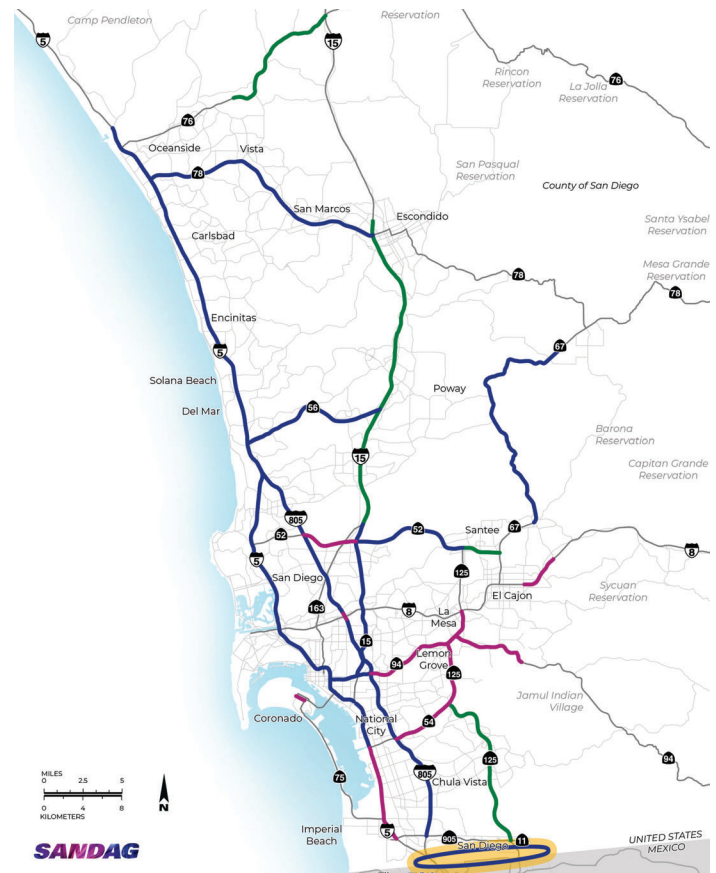 Camp Pendleton
Reservation
5
15
Rincon
Reservation
La Jolla
Reservation
76
76
Oceanside
Vista
78
San Pasqual
Reservation
County of San Diego
San Marcos
Escondido
Santa Ysabel
Reservation
Carlsbad
Mesa Grande
Reservation
78
78
Encinitas
67
5
Solana Beach
Poway
Del Mar
56
Barona
Reservation
15
Capitan Grande
Reservation
805
52
52
Santee
67
8
5
125
San Diego
El Cajon
Sycuan
Reservation
163
8
La
Mesa
15
94
Lemon
Grove
125
Jamul Indian
Village
Coronado
National
City
54
94
125
MILES
0 2.5 5
0 4 8
KILOMETERS
N
75
805
Chula Vista
Imperial
Beach
5
905
San Diego
11
UNITED STATES
MEXICO
SANDAG